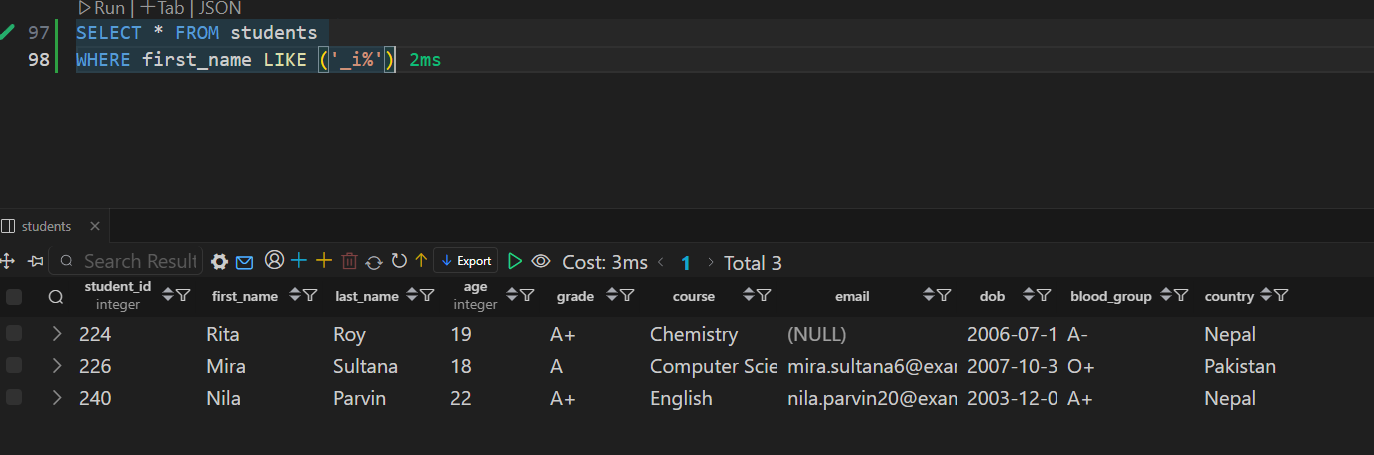 Run | Tab | JSON
97 SELECT * FROM students
98 WHERE first_name LIKE ('_i%') 2ms
students
Search Result Export Cost: 3ms 1 Total 3
student_id first_name last_name age grade course email dob blood_group country
integer integer
224 Rita Roy 19 A+ Chemistry (NULL) 2006-07-1 A- Nepal
226 Mira Sultana 18 A Computer Scie mira.sultana6@exar 2007-10-3 O+ Pakistan
240 Nila Parvin 22 A+ English nila.parvin20@exan 2003-12-0 A+ Nepal